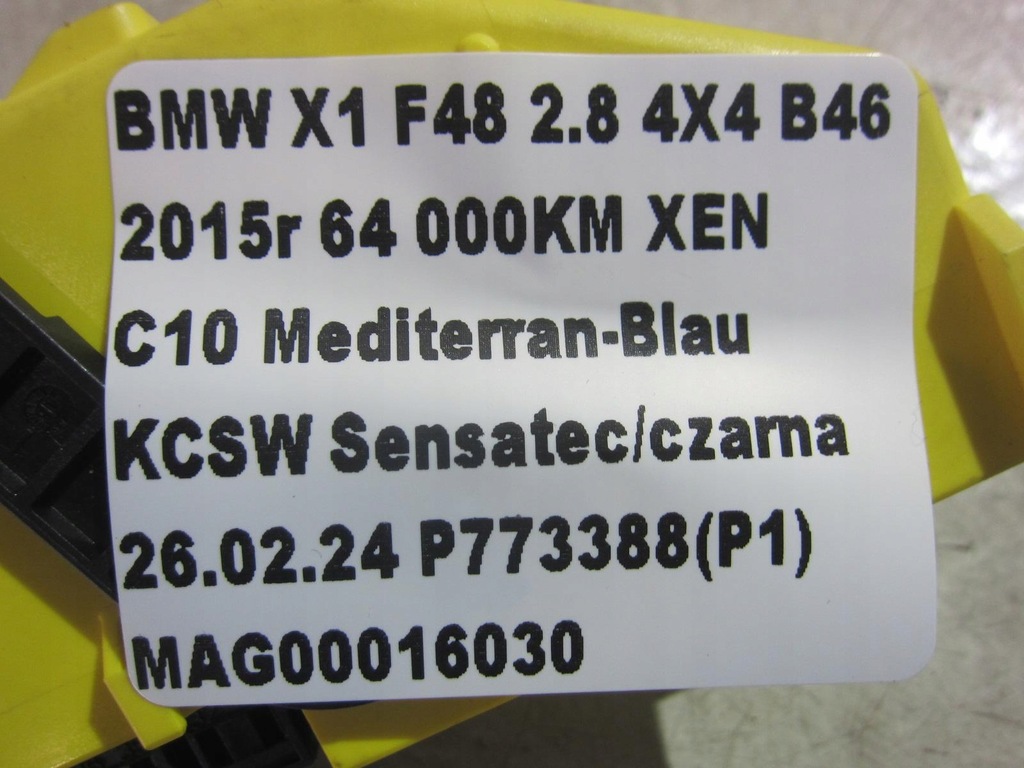 BMW X1 F48 2.8 4X4 B46
2015r 64 000KM XEN
C10 Mediterran-Blau
KCSW Sensatec/czarna
26.02.24 P773388(P1)
MAG00016030